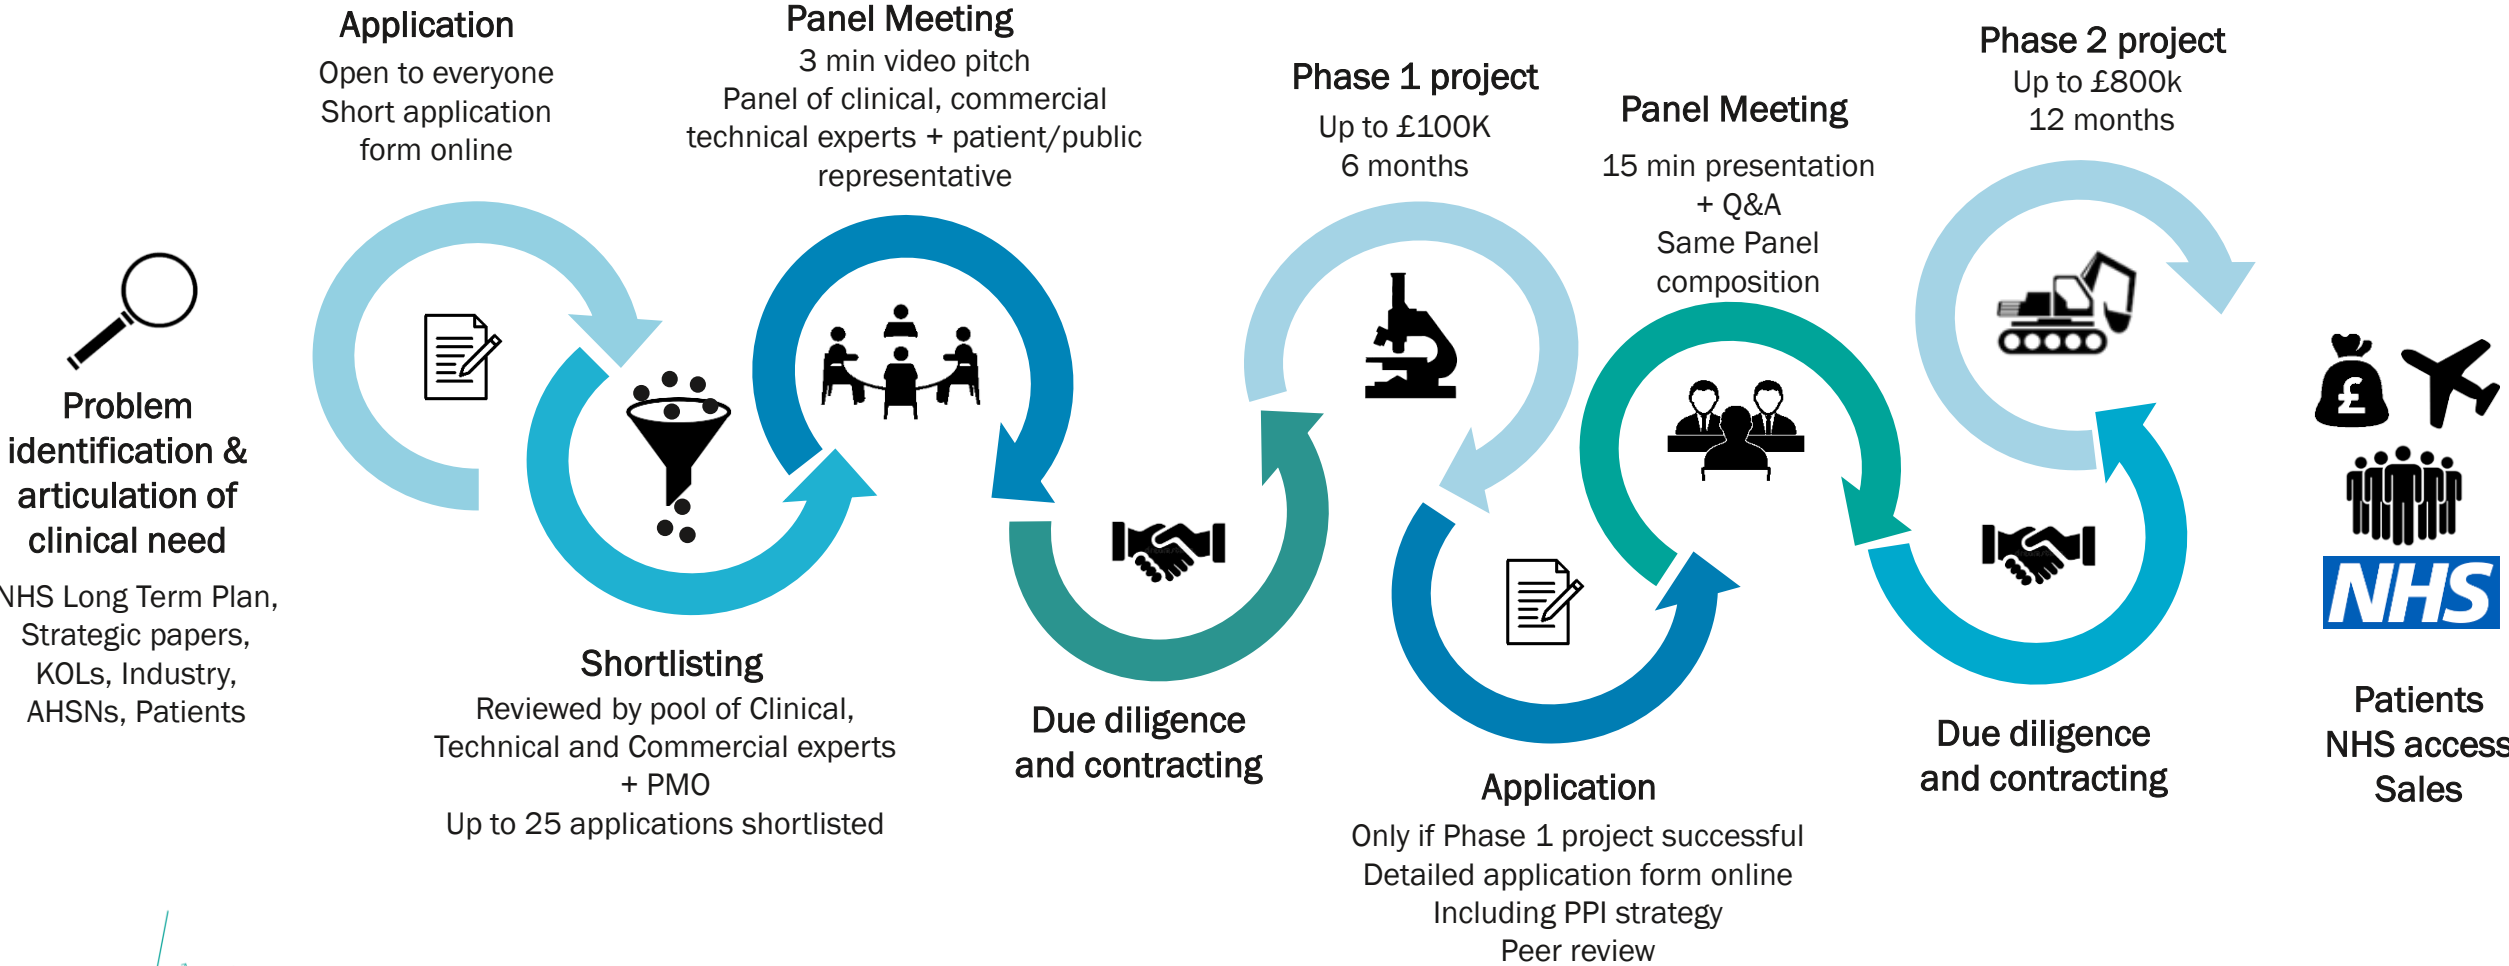 Application
Open to everyone
Short application
form online
Panel Meeting
3 min video pitch
Panel of clinical, commercial
technical experts + patient/public
representative
Phase 1 project
Up to £100K
6 months
Panel Meeting
15 min presentation
+ Q&A
Same Panel
composition
Phase 2 project
Up to £800k
12 months
Problem
identification &
articulation of
clinical need
NHS Long Term Plan,
Strategic papers,
KOLs, Industry,
AHSNs, Patients
Shortlisting
Reviewed by pool of Clinical,
Technical and Commercial experts
+ PMO
Up to 25 applications shortlisted
Due diligence
and contracting
Application
Only if Phase 1 project successful
Detailed application form online
Including PPI strategy
Peer review
Due diligence
and contracting
£
NHS
Patients
NHS access
Sales